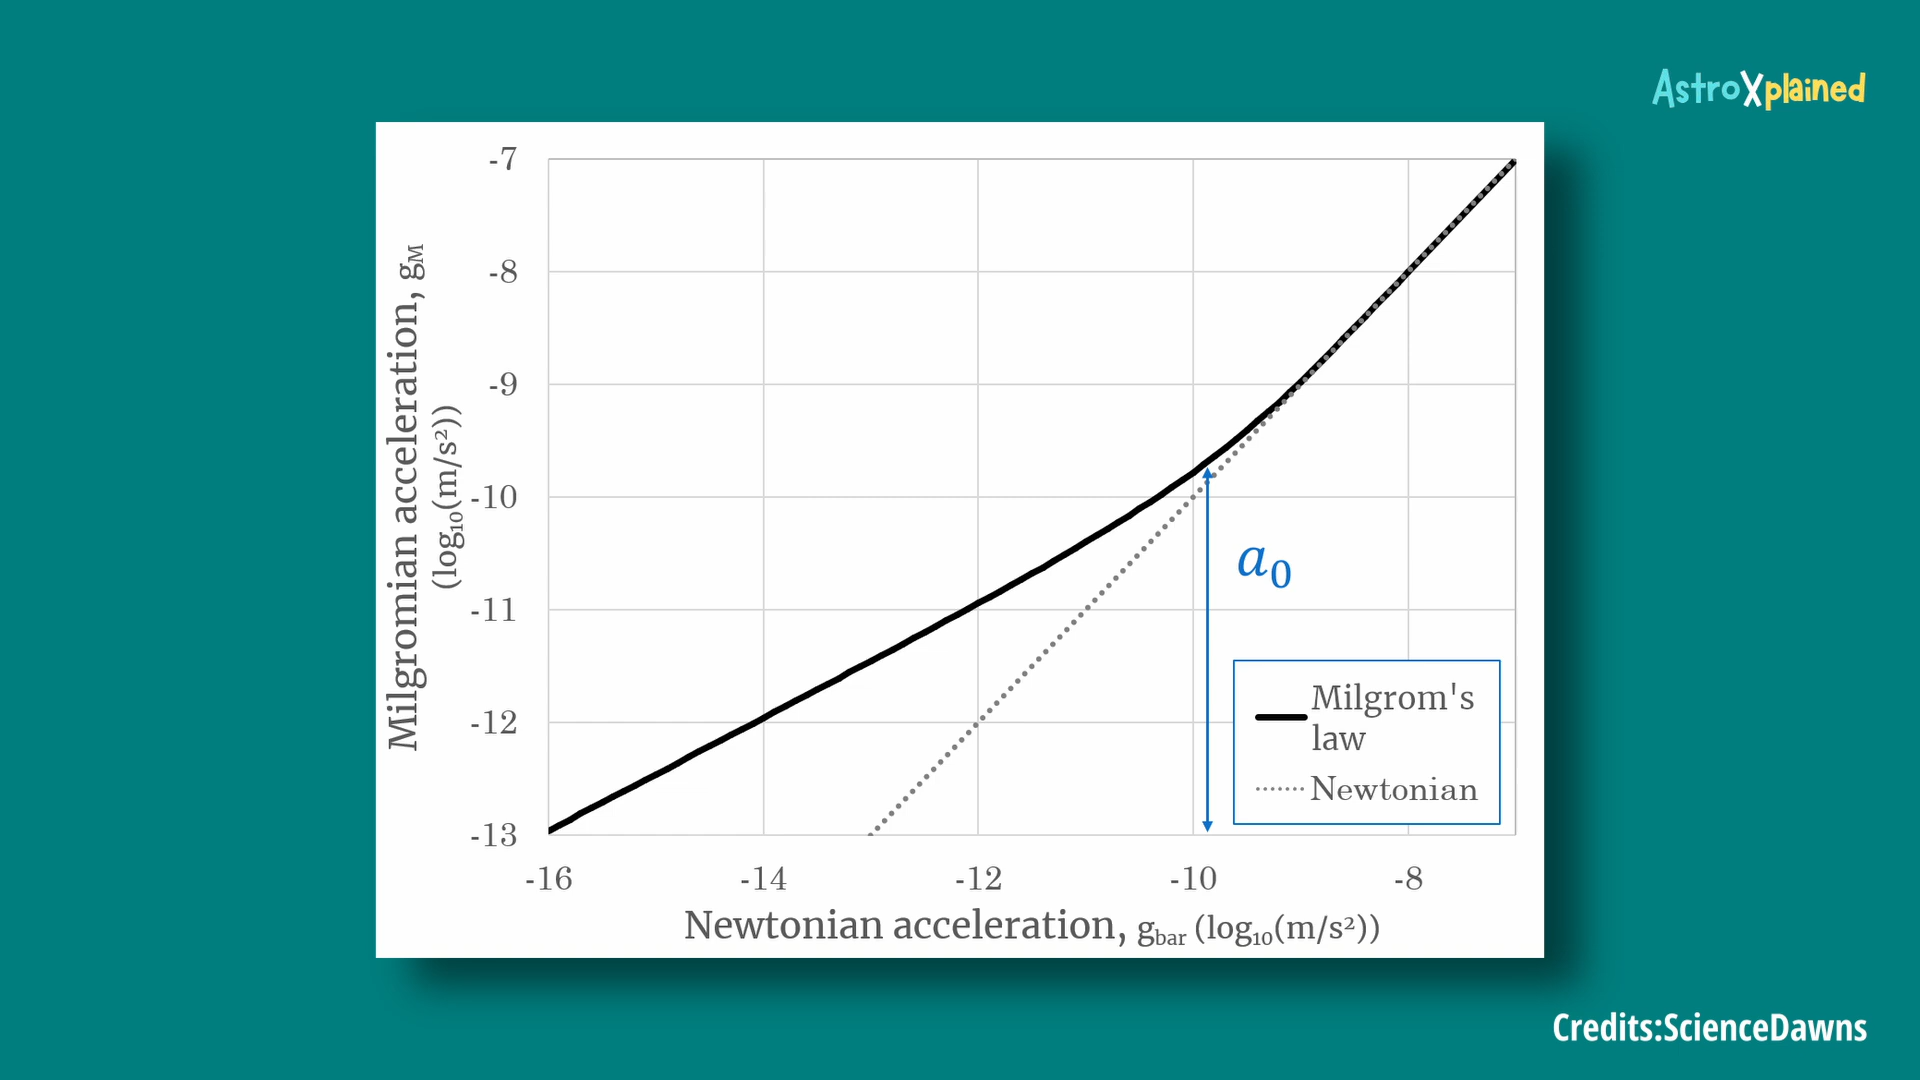 AstroXplained
-7
-8
-9
-10
-11
-12
-13
Milgromian acceleration, gM
(log10(m/s²))
a0
Milgrom's
law
Newtonian
-16 -14 -12 -10 -8
Newtonian acceleration, gbar (log10(m/s²))
Credits:ScienceDawns